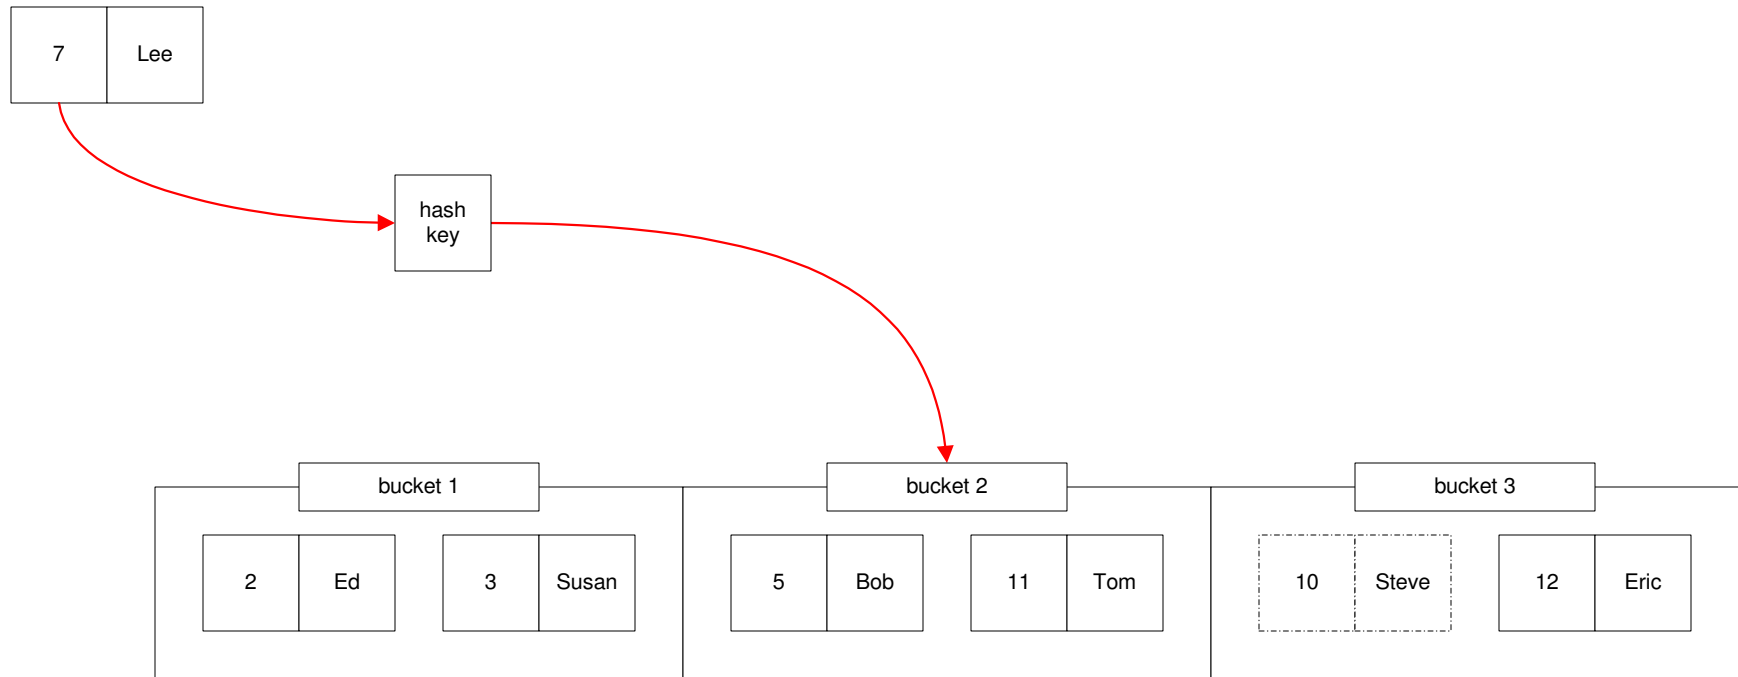 7 Lee
hash
key
bucket 1 bucket 2 bucket 3
2 Ed 3 Susan 5 Bob 11 Tom 10 Steve 12 Eric